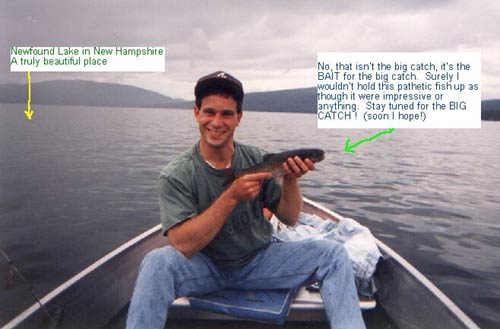 Newfound Lake in New Hampshire
A truly beautiful place
No, that isn't the big catch, it's the
BAIT for the big catch. Surely I
wouldn't hold this pathetic fish up as
though it were impressive or
anything. Stay tuned for the BIG
CATCH ! (soon I hope!)